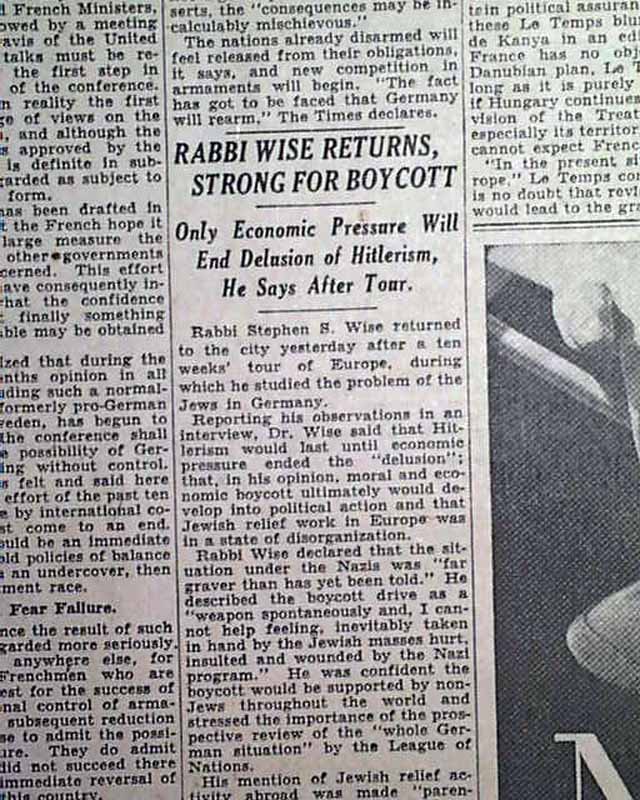 French Ministers,
owed by a meeting
avis of the United
talks must be re-
the first step in
of the conference.
n reality the first
ge of views on the
, and although the
s approved by the
is definite in sub-
garded as subject to
form.
has been drafted in
t the French hope it
large measure the
other governments
cerned. This effort
ave consequently in-
that the confidence
finally something
ble may be obtained
ized that during the
nths opinion in all
uding such a normal-
formerly pro-German
eden, has begun to
the conference shall
e possibility of Ger-
ing without control.
s felt and said here
effort of the past ten
e by international co-
st come to an end.
uld be an immediate
old policies of balance
an undercover, then
ment race.
Fear Failure.
nce the result of such
garded more seriously.
anywhere else, for
Frenchmen who are
est for the success of
nal control of arma-
subsequent reduction
se to admit the possi-
ure. They do admit
did not succeed there
immediate reversal of
this country.
serts, the "consequences may be in-
calculably mischievous."
The nations already disarmed will
feel released from their obligations,
it says, and new competition in
armaments will begin. "The fact
has got to be faced that Germany
will rearm," The Times declares.
RABBI WISE RETURNS,
STRONG FOR BOYCOTT
Only Economic Pressure Will
End Delusion of Hitlerism,
He Says After Tour.
Rabbi Stephen S. Wise returned
to the city yesterday after a ten
weeks' tour of Europe, during
which he studied the problem of the
Jews in Germany.
Reporting his observations in an
interview, Dr. Wise said that Hit-
lerism would last until economic
pressure ended the "delusion";
that, in his opinion, moral and eco-
nomic boycott ultimately would de-
velop into political action and that
Jewish relief work in Europe was
in a state of disorganization.
Rabbi Wise declared that the sit-
uation under the Nazis was "far
graver than has yet been told." He
described the boycott drive as a
"weapon spontaneously and, I can-
not help feeling, inevitably taken
in hand by the Jewish masses hurt,
insulted and wounded by the Nazi
program." He was confident the
boycott would be supported by non-
Jews throughout the world and
stressed the importance of the pros-
pective review of the "whole Ger-
man situation" by the League of
Nations.
His mention of Jewish relief ac-
tivity abroad was made "paren-
tain political assuran
these Le Temps blun
de Kanya in an edi
France has no obj
Danubian plan, Le T
long as it is purely
if Hungary continue
vision of the Treat
especially its territor
cannot expect Frenc
"In the present si
rope," Le Temps con
is no doubt that revi
would lead to the gra